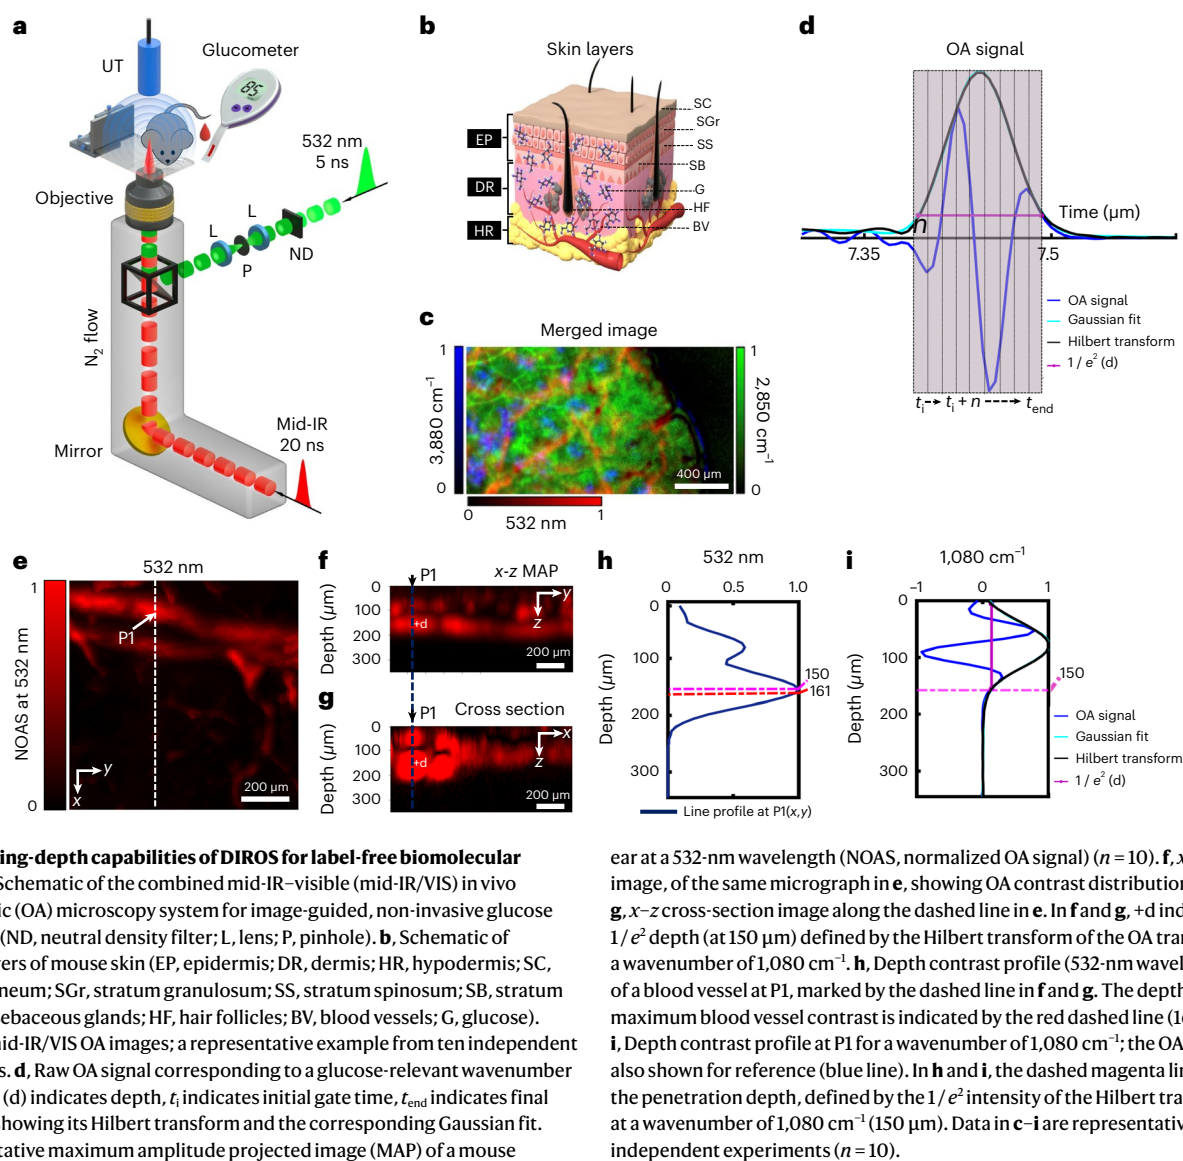 a
UT
Glucometer
85
532 nm
5 ns
Objective
L
L
P
ND
N2 flow
Mirror
Mid-IR
20 ns
b
Skin layers
EP
DR
HR
SC
SGr
SS
SB
G
HF
BV
c
Merged image
1
3,880 cm–1
0
1
2,850 cm–1
0
400 µm
0
532 nm
1
d
OA signal
n
Time (µm)
7.35
7.5
OA signal
Gaussian fit
Hilbert transform
1 / e2 (d)
ti
ti + n
tend
e
532 nm
1
NOAS at 532 nm
0
P1
y
x
200 µm
f
P1
x-z MAP
0
100
200
300
Depth (µm)
+d
y
z
200 µm
g
P1
Cross section
0
100
200
300
Depth (µm)
+d
x
z
200 µm
h
532 nm
0
0.5
1.0
0
100
200
300
Depth (µm)
150
161
Line profile at P1(x,y)
i
1,080 cm–1
–1
0
1
0
100
200
300
Depth (µm)
150
OA signal
Gaussian fit
Hilbert transform
1 / e2 (d)
ing-depth capabilities of DIROS for label-free biomolecular
Schematic of the combined mid-IR–visible (mid-IR/VIS) in vivo
ic (OA) microscopy system for image-guided, non-invasive glucose
(ND, neutral density filter; L, lens; P, pinhole). b, Schematic of
yers of mouse skin (EP, epidermis; DR, dermis; HR, hypodermis; SC,
neum; SGr, stratum granulosum; SS, stratum spinosum; SB, stratum
ebaceous glands; HF, hair follicles; BV, blood vessels; G, glucose).
mid-IR/VIS OA images; a representative example from ten independent
s. d, Raw OA signal corresponding to a glucose-relevant wavenumber
(d) indicates depth, ti indicates initial gate time, tend indicates final
showing its Hilbert transform and the corresponding Gaussian fit.
tative maximum amplitude projected image (MAP) of a mouse
ear at a 532-nm wavelength (NOAS, normalized OA signal) (n = 10). f, x
image, of the same micrograph in e, showing OA contrast distribution
g, x–z cross-section image along the dashed line in e. In f and g, +d ind
1/e2 depth (at 150 µm) defined by the Hilbert transform of the OA tran
a wavenumber of 1,080 cm–1. h, Depth contrast profile (532-nm wavel
of a blood vessel at P1, marked by the dashed line in f and g. The depth
maximum blood vessel contrast is indicated by the red dashed line (16
i, Depth contrast profile at P1 for a wavenumber of 1,080 cm–1; the OA
also shown for reference (blue line). In h and i, the dashed magenta lin
the penetration depth, defined by the 1/e2 intensity of the Hilbert tra
at a wavenumber of 1,080 cm–1 (150 µm). Data in c–i are representativ
independent experiments (n = 10).